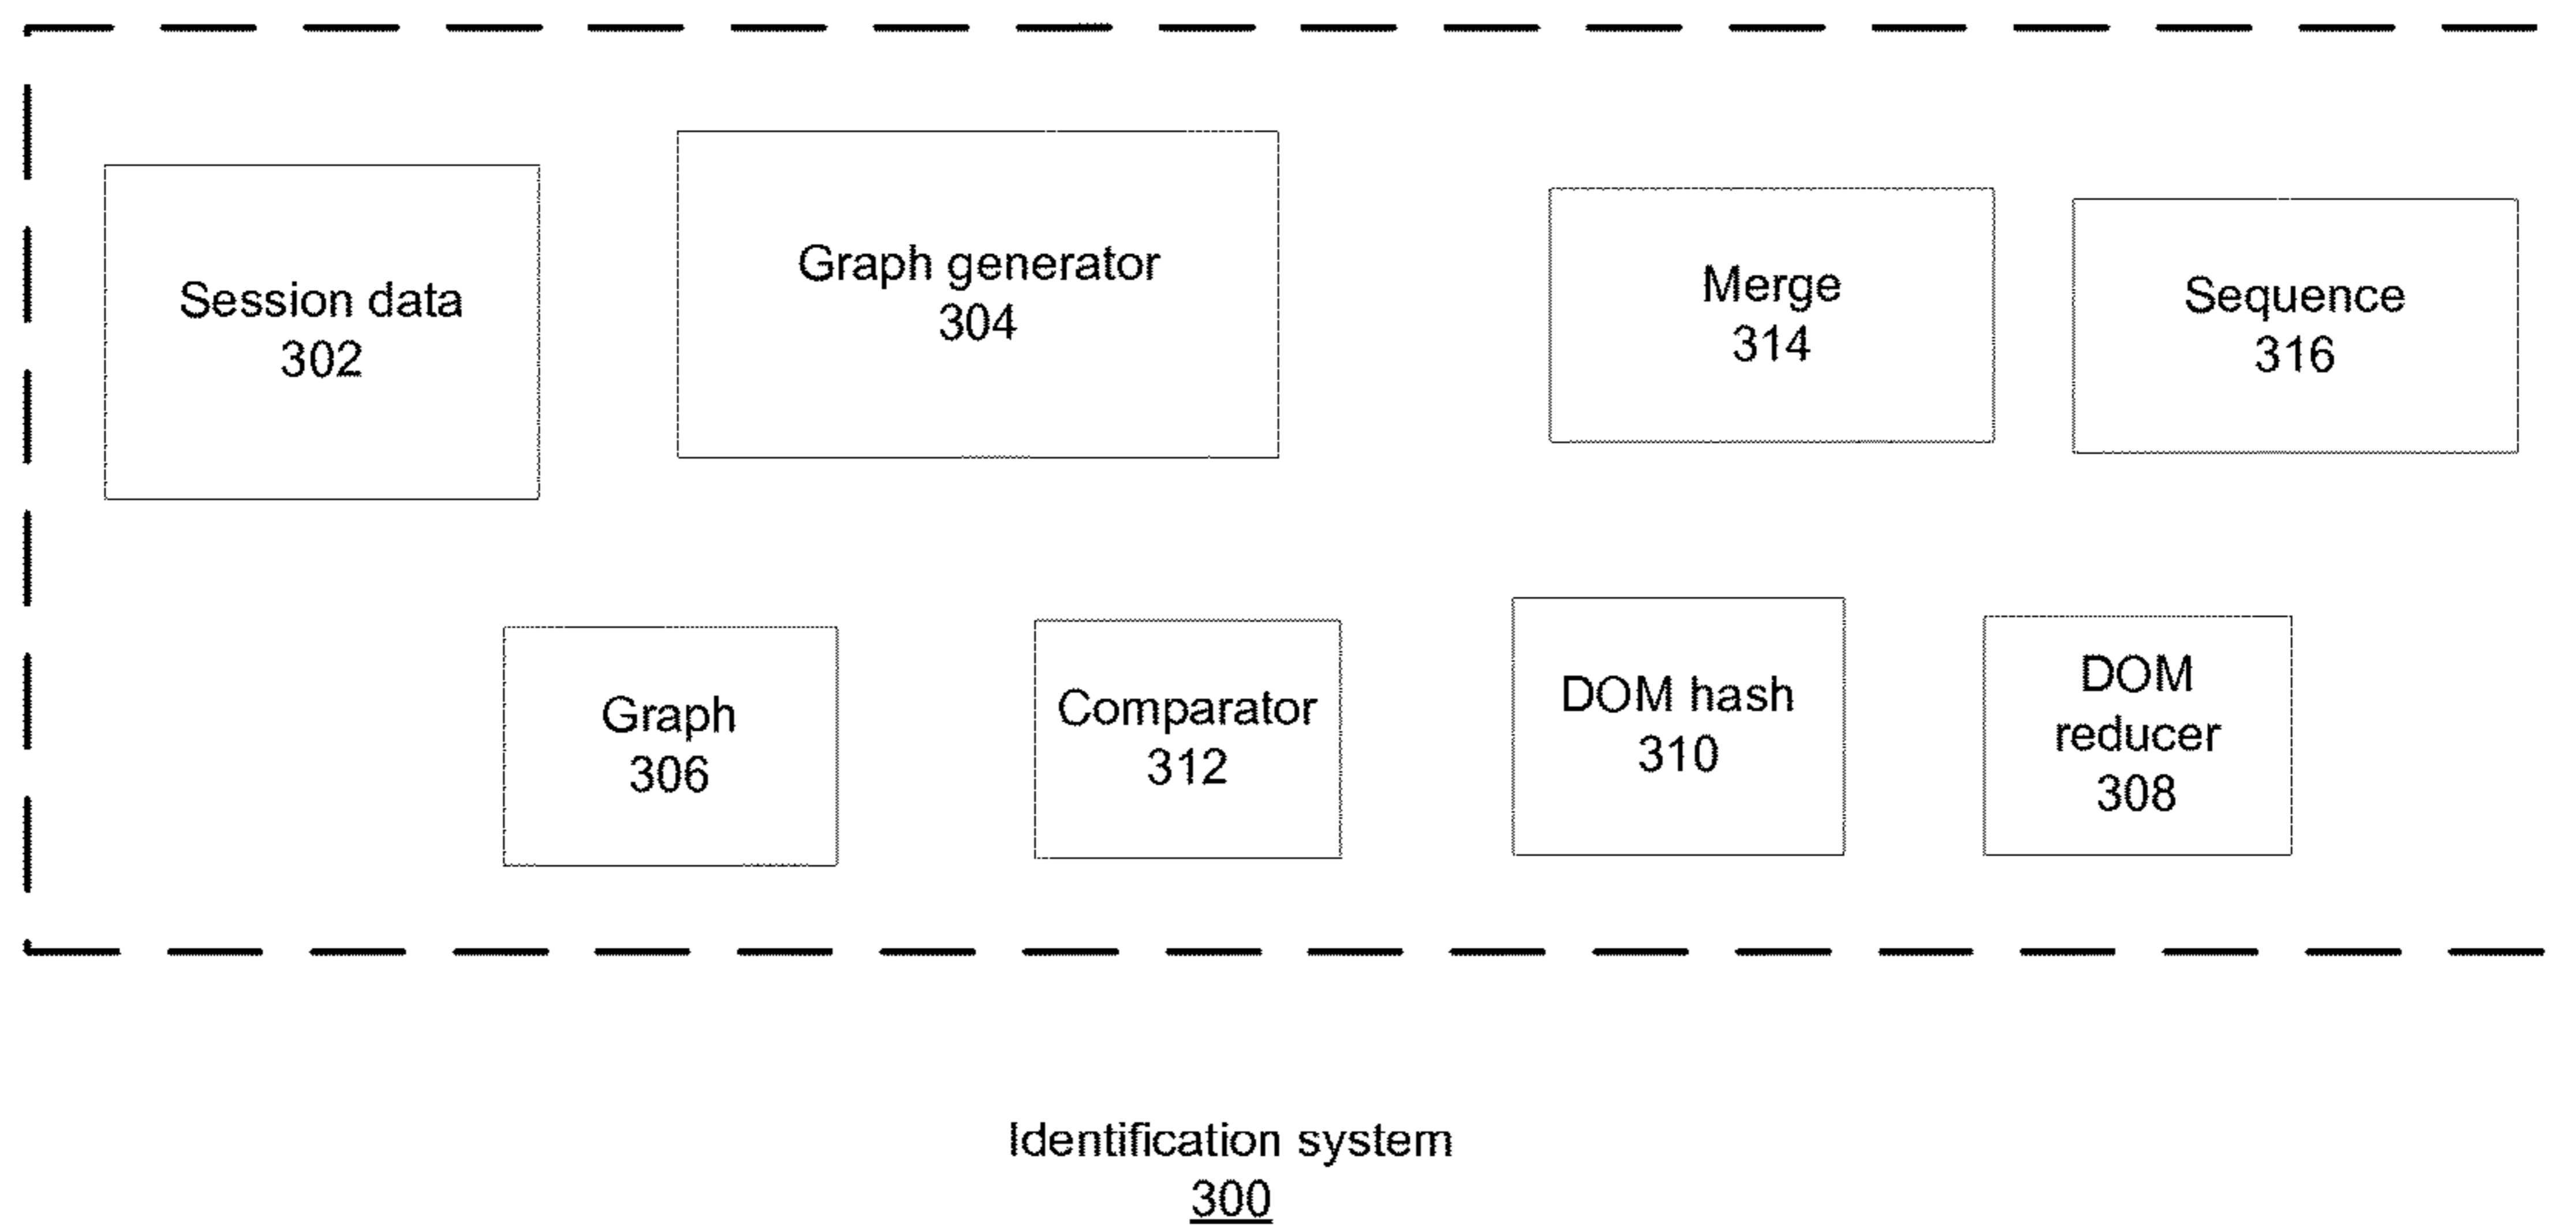 Session data
302
Graph generator
304
Merge
314
Sequence
316
Graph
306
Comparator
312
DOM hash
310
DOM
reducer
308
Identification system
300